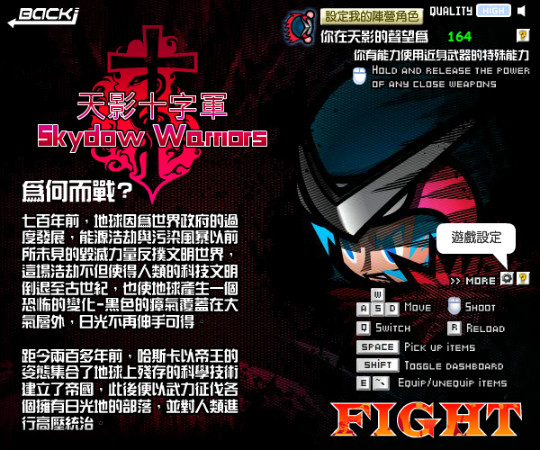 BACK
設定我的陣營角色
QUALITY HIGH
你在天影的聲望為 164 ?
你有能力使用近身武器的特殊能力
HOLD AND RELEASE THE POWER
OF ANY CLOSE WEAPONS
天影十字軍
Skydow Warriors
為何而戰?
七百年前，地球因為世界政府的過
度發展，能源浩劫與污染風暴以前
所未見的毀滅力量反撲文明世界，
這場浩劫不但使得人類的科技文明
倒退至古世紀，也使地球產生一個
恐怖的變化-黑色的瘴氣覆蓋在大
氣層外，日光不再伸手可得。
距今兩百多年前，哈斯卡以帝王的
姿態集合了地球上殘存的科學技術
建立了帝國，此後便以武力征伐各
個擁有日光地的部落，並對人類進
行高壓統治。
遊戲設定
>> MORE ?
W
A S D MOVE SHOOT
Q SWITCH R RELOAD
SPACE PICK UP ITEMS
SHIFT TOGGLE DASHBOARD
E EQUIP/UNEQUIP ITEMS
FIGHT